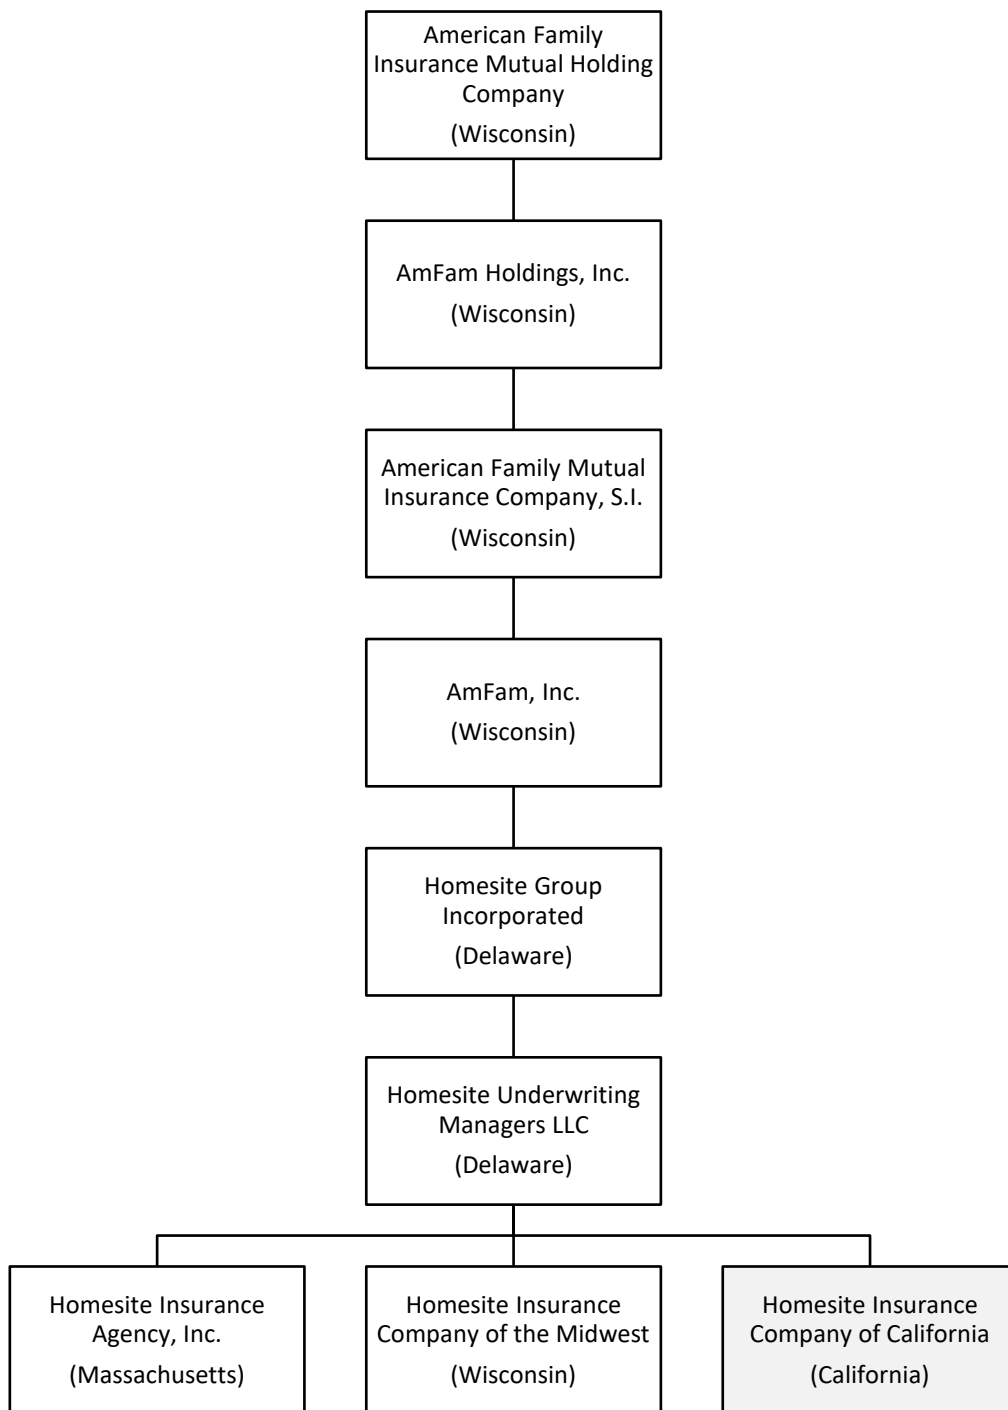 American Family
Insurance Mutual Holding
Company
(Wisconsin)
AmFam Holdings, Inc.
(Wisconsin)
American Family Mutual
Insurance Company, S.I.
(Wisconsin)
AmFam, Inc.
(Wisconsin)
Homesite Group
Incorporated
(Delaware)
Homesite Underwriting
Managers LLC
(Delaware)
Homesite Insurance
Agency, Inc.
(Massachusetts)
Homesite Insurance
Company of the Midwest
(Wisconsin)
Homesite Insurance
Company of California
(California)